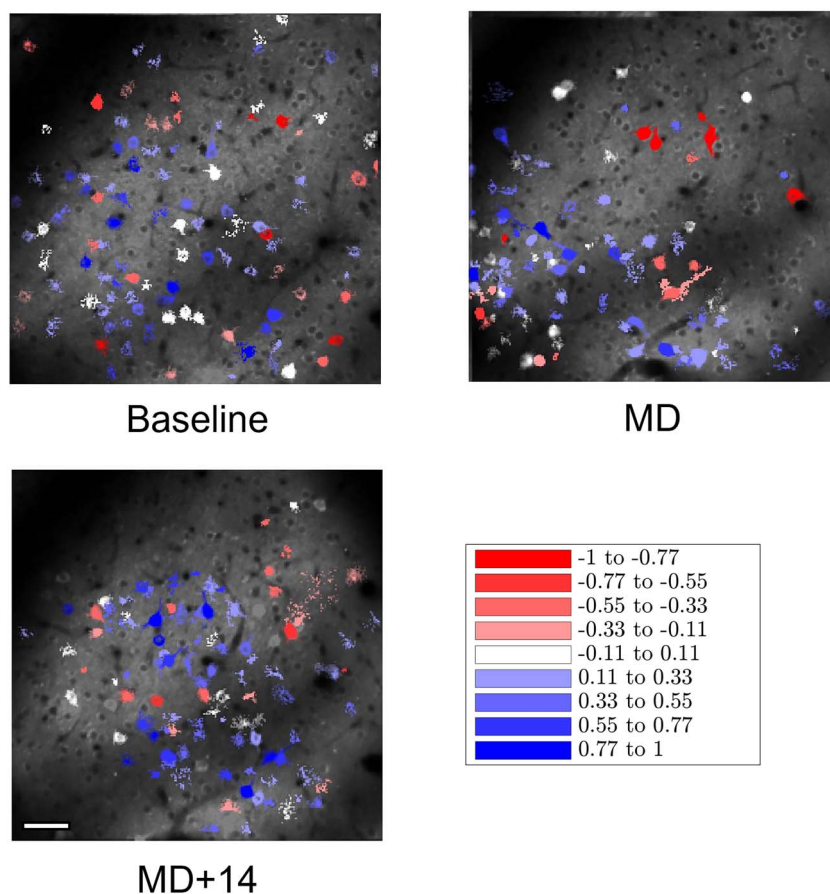 Baseline
MD
MD+14
-1 to -0.77
-0.77 to -0.55
-0.55 to -0.33
-0.33 to -0.11
-0.11 to 0.11
0.11 to 0.33
0.33 to 0.55
0.55 to 0.77
0.77 to 1